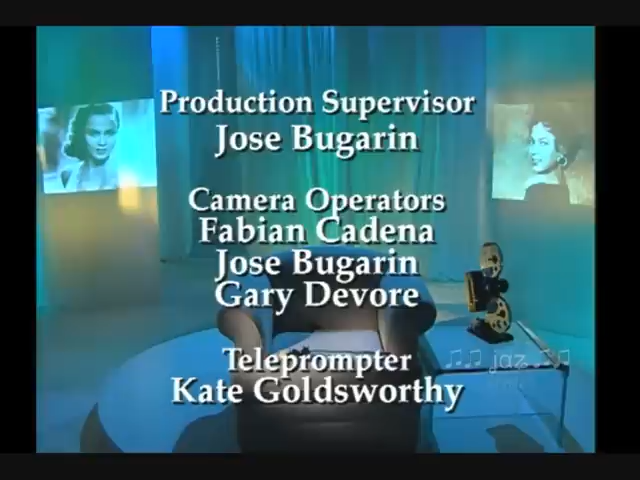 Production Supervisor
Jose Bugarin
Camera Operators
Fabian Cadena
Jose Bugarin
Gary Devore
Teleprompter
Kate Goldsworthy
jaz